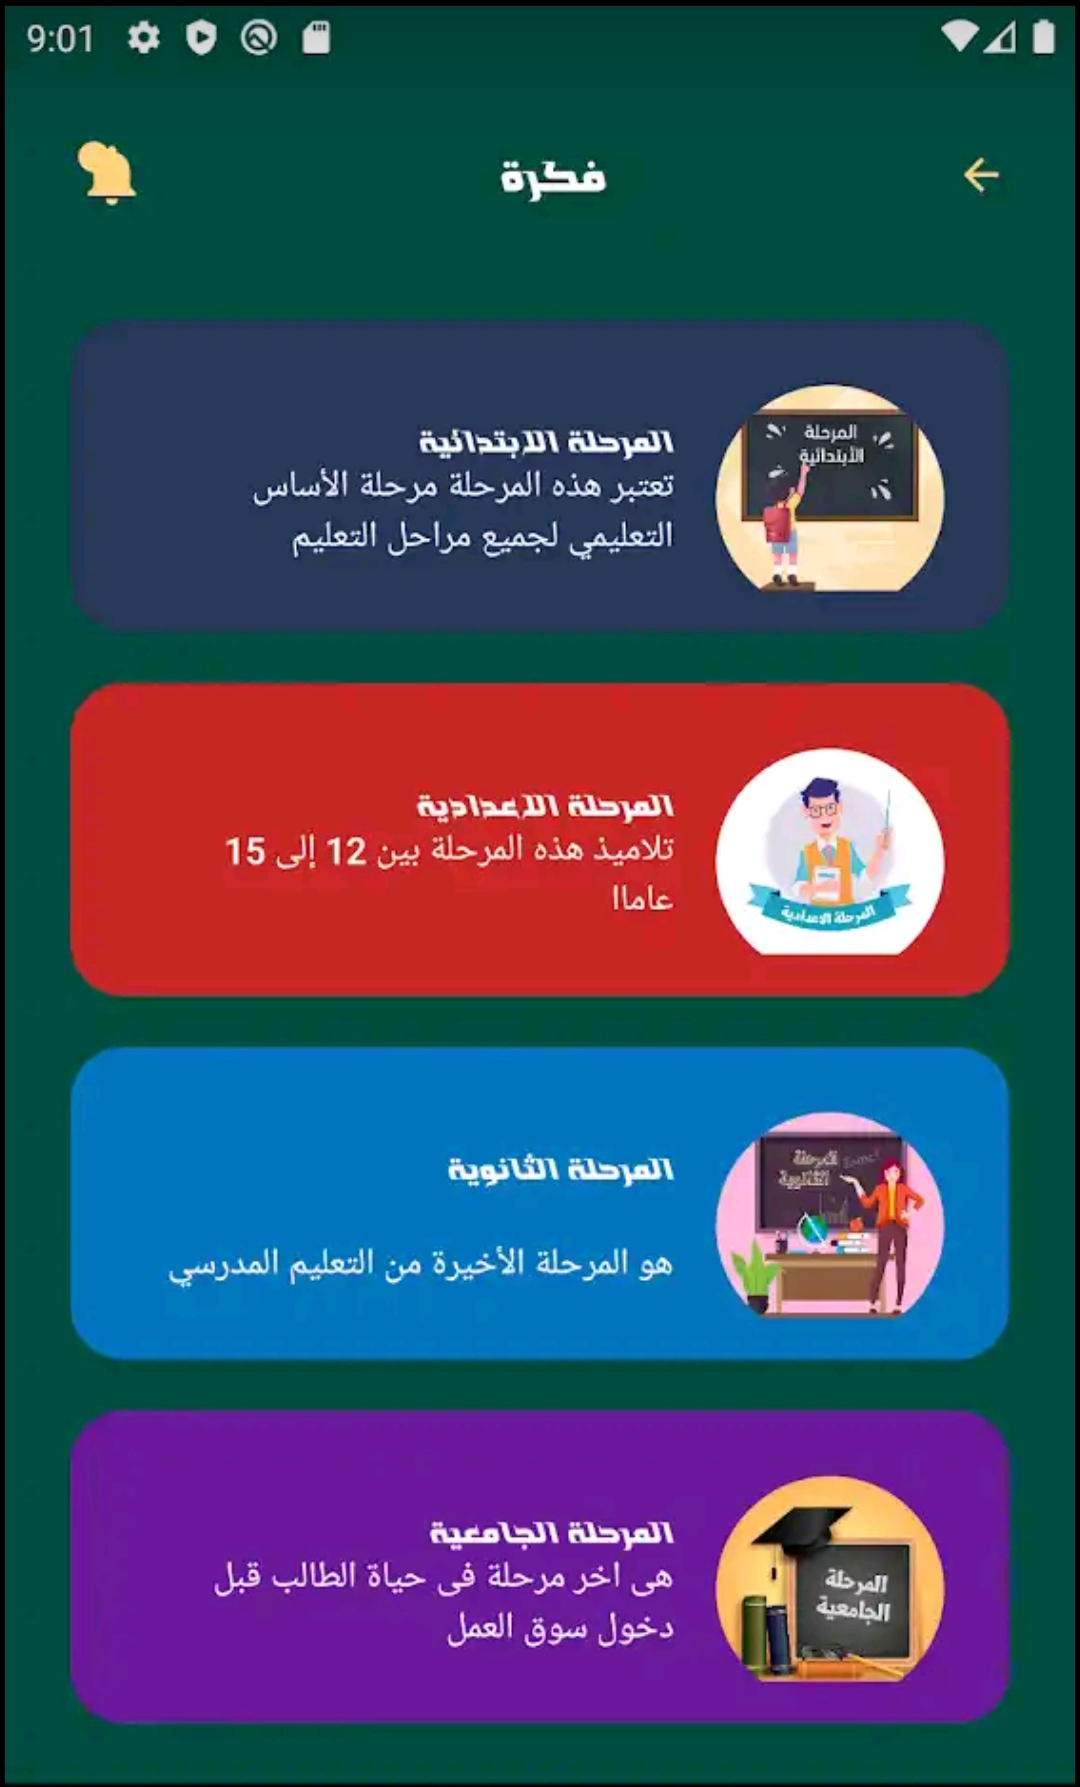 9:01
فكرة
المرحلة الابتدائية
تعتبر هذه المرحلة مرحلة الأساس
التعليمي لجميع مراحل التعليم
المرحلة
الأبتدائية
المرحلة الاعدادية
تلاميذ هذه المرحلة بين 12 إلى 15
عاماا
المرحلة الاعدادية
المرحلة الثانوية
هو المرحلة الأخيرة من التعليم المدرسي
المرحلة
الثانوية
المرحلة الجامعية
هى اخر مرحلة فى حياة الطالب قبل
دخول سوق العمل
المرحلة
الجامعية